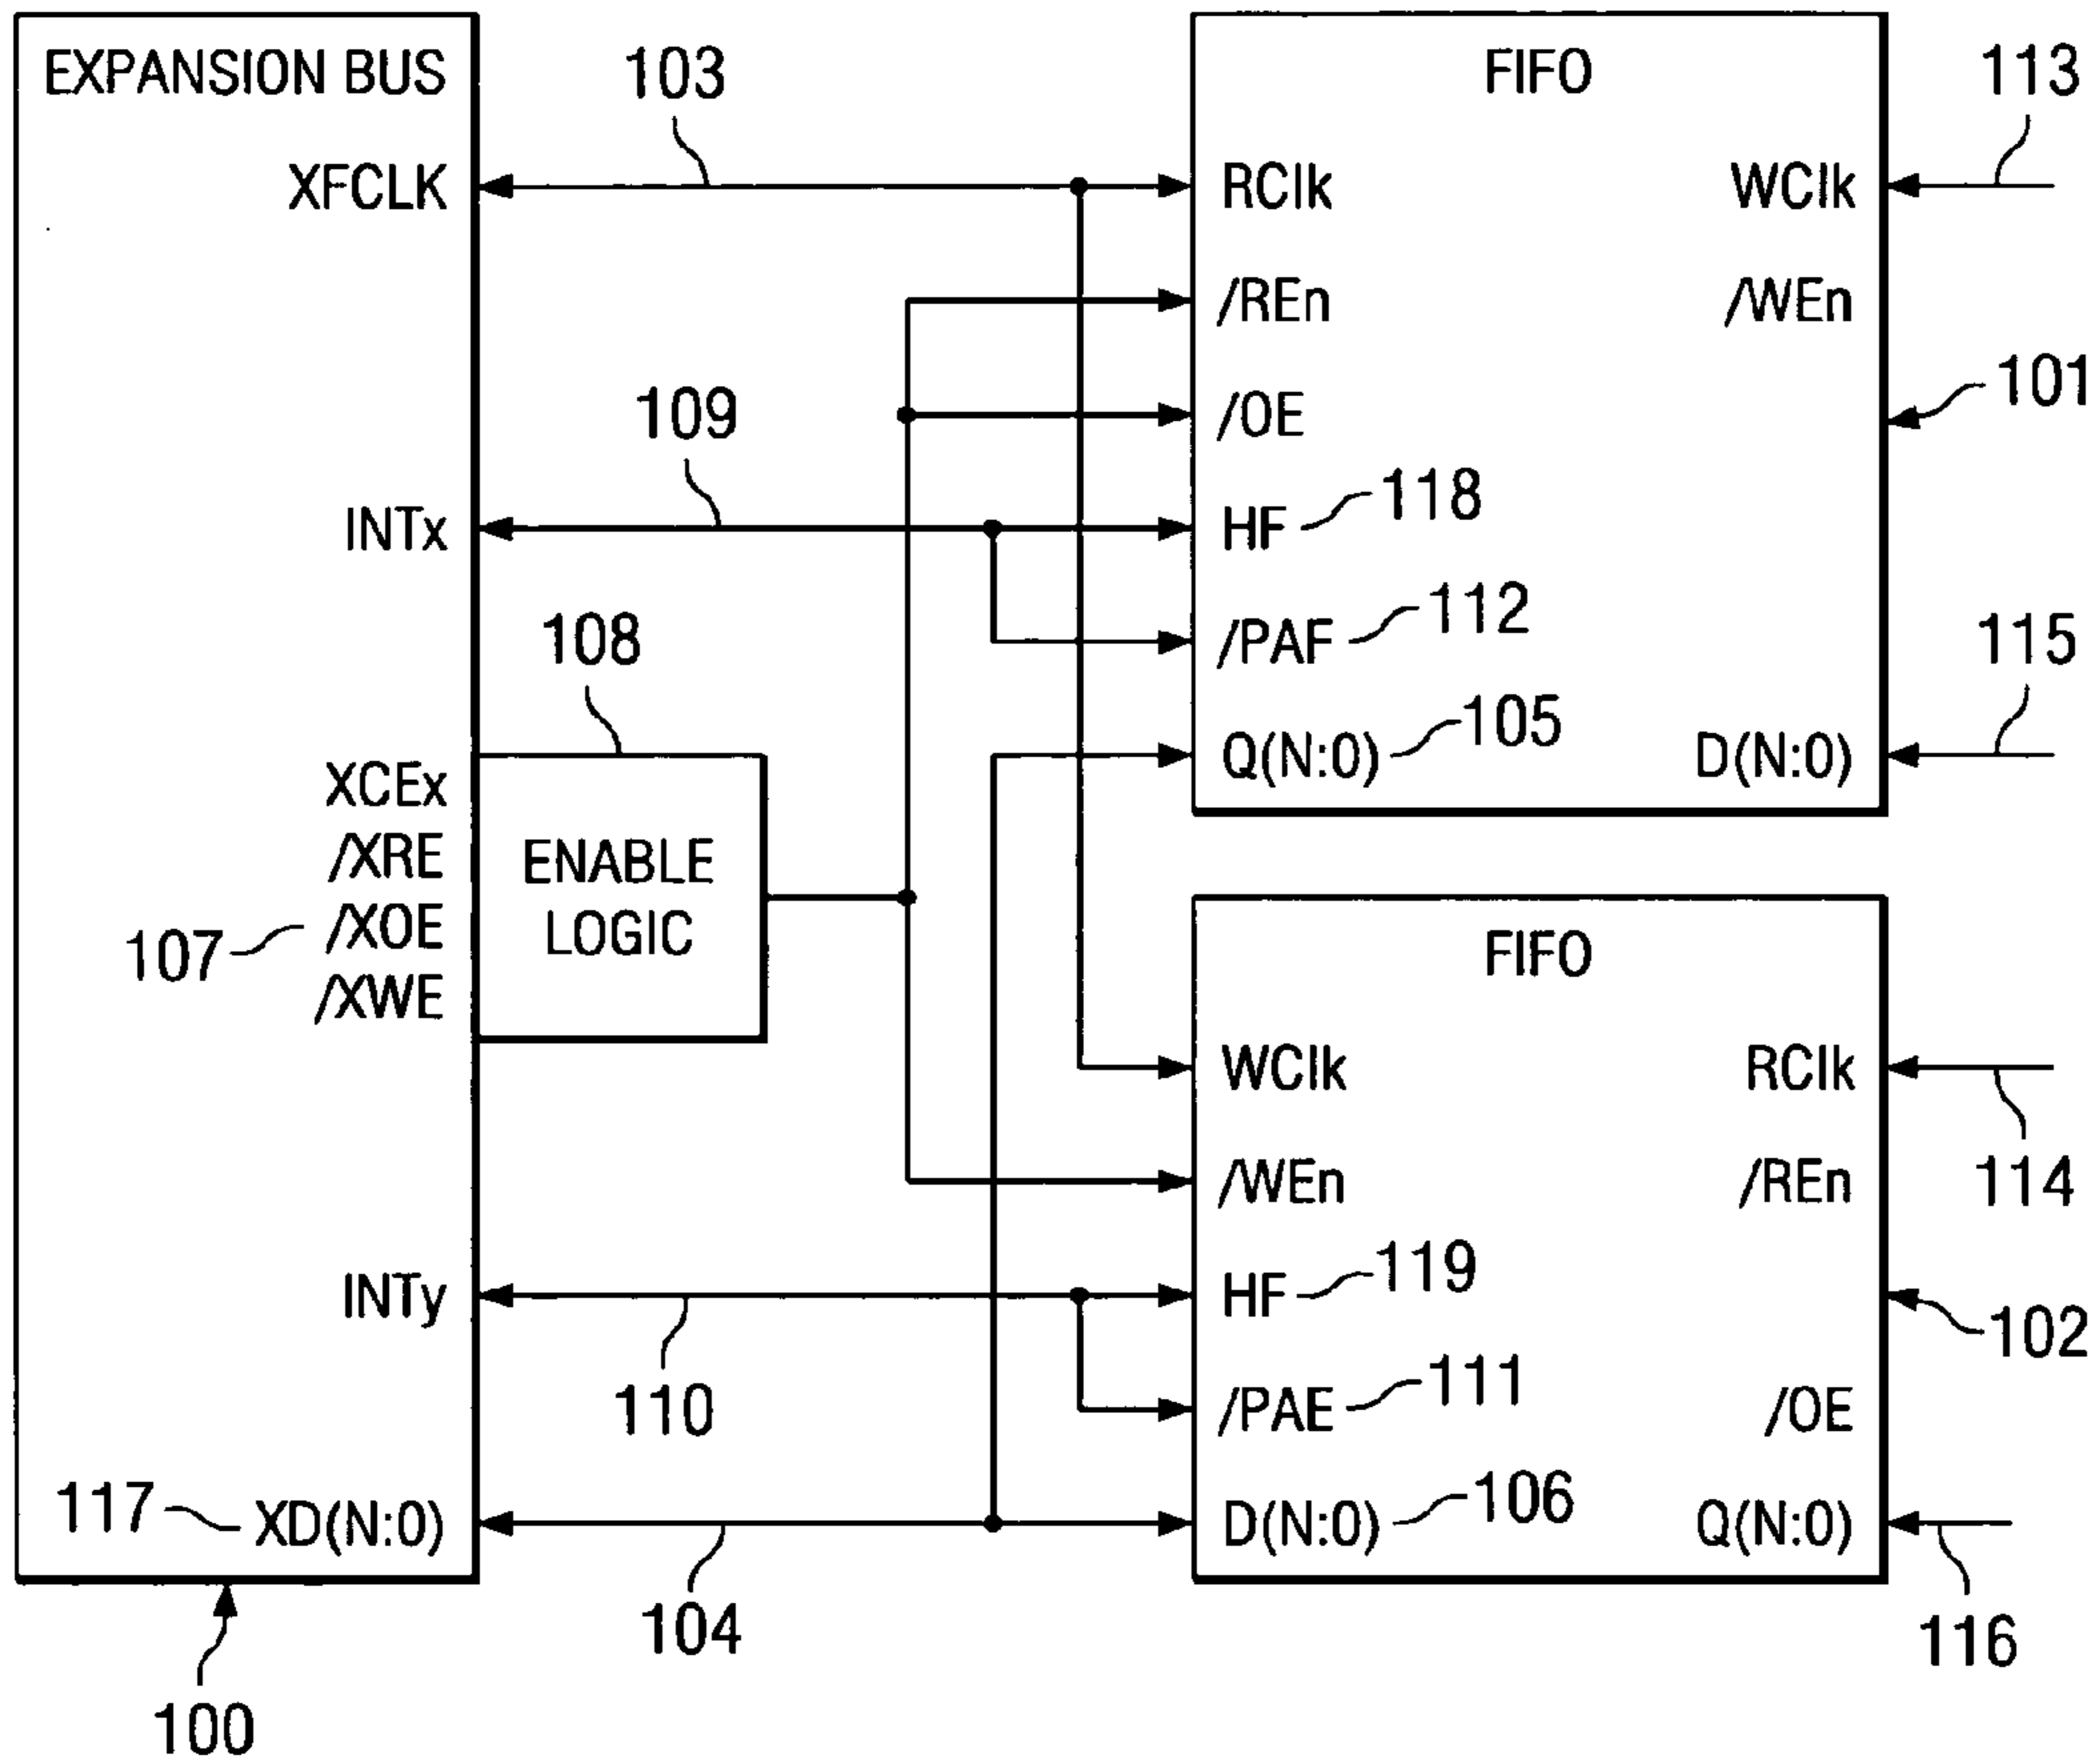 EXPANSION BUS
103
FIFO
113
XFCLK
RClk
WClk
/REn
/WEn
109
/OE
101
118
INTx
HF
112
108
/PAF
115
105
XCEx
Q(N:0)
D(N:0)
/XRE
ENABLE
/XOE
LOGIC
107
/XWE
FIFO
WClk
RClk
/WEn
/REn
114
119
INTy
HF
102
110
111
/PAE
/OE
117
XD(N:0)
106
D(N:0)
Q(N:0)
104
116
100